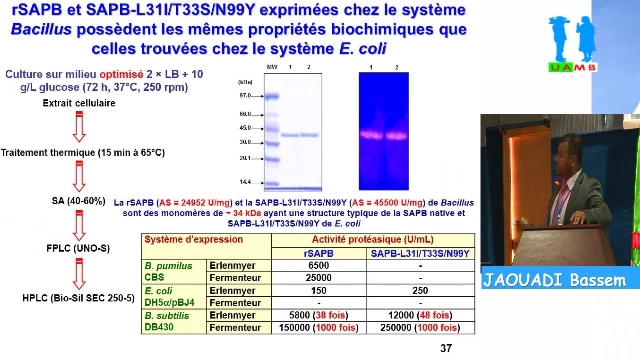 rSAPB et SAPB-L31I/T33S/N99Y exprimées chez le système
Bacillus possèdent les mêmes propriétés biochimiques que
celles trouvées chez le système E. coli
UAMB
Culture sur milieu optimisé 2 × LB + 10
g/L glucose (72 h, 37°C, 250 rpm)
Extrait cellulaire
Traitement thermique (15 min à 65°C)
SA (40-60%)
FPLC (UNO-S)
HPLC (Bio-Sil SEC 250-5)
(kDa) MW 1 2
97.0
66.0
45.0
30.0
20.1
14.4
1 2
La rSAPB (AS = 24952 U/mg) et la SAPB-L31I/T33S/N99Y (AS = 45500 U/mg) de Bacillus
sont des monomères de ~ 34 kDa ayant une structure typique de la SAPB native et
SAPB-L31I/T33S/N99Y de E. coli
Système d'expression Activité protéasique (U/mL)
rSAPB SAPB-L31I/T33S/N99Y
B. pumilus Erlenmyer 6500 -
CBS Fermenteur 25000 -
E. coli Erlenmyer 150 250
DH5α/pBJ4 Fermenteur - -
B. subtilis Erlenmyer 5800 (38 fois) 12000 (48 fois)
DB430 Fermenteur 150000 (1000 fois) 250000 (1000 fois)
37
JAOUADI Bassem